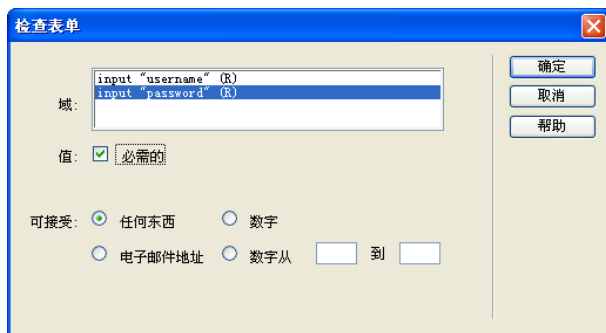 检查表单
域:
input "username" (R)
input "password" (R)
确定
取消
帮助
值: 必需的
可接受: 任何东西 数字
电子邮件地址 数字从 到